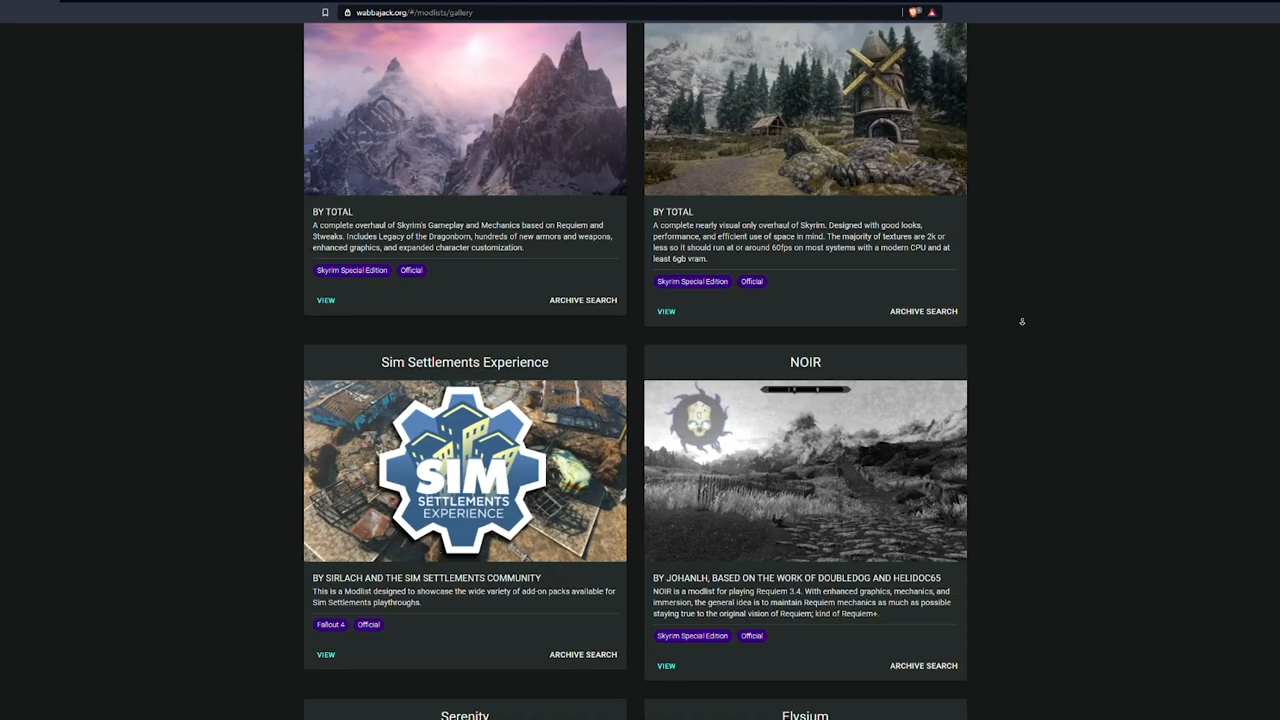 wabbajack.org/#/modlists/gallery
BY TOTAL
A complete overhaul of Skyrim's Gameplay and Mechanics based on Requiem and
3tweaks. Includes Legacy of the Dragonborn, hundreds of new armors and weapons,
enhanced graphics, and expanded character customization.
Skyrim Special Edition Official
VIEW ARCHIVE SEARCH
BY TOTAL
A complete nearly visual only overhaul of Skyrim. Designed with good looks,
performance, and efficient use of space in mind. The majority of textures are 2k or
less so it should run at or around 60fps on most systems with a modern CPU and at
least 6gb vram.
Skyrim Special Edition Official
VIEW ARCHIVE SEARCH
Sim Settlements Experience
SIM
SETTLEMENTS
EXPERIENCE
BY SIRLACH AND THE SIM SETTLEMENTS COMMUNITY
This is a Modlist designed to showcase the wide variety of add-on packs available for
Sim Settlements playthroughs.
Fallout 4 Official
VIEW ARCHIVE SEARCH
NOIR
BY JOHANLH, BASED ON THE WORK OF DOUBLEDOG AND HELIDOC65
NOIR is a modlist for playing Requiem 3.4. With enhanced graphics, mechanics, and
immersion, the general idea is to maintain Requiem mechanics as much as possible
staying true to the original vision of Requiem; kind of Requiem+.
Skyrim Special Edition Official
VIEW ARCHIVE SEARCH
Serenity
Elysium